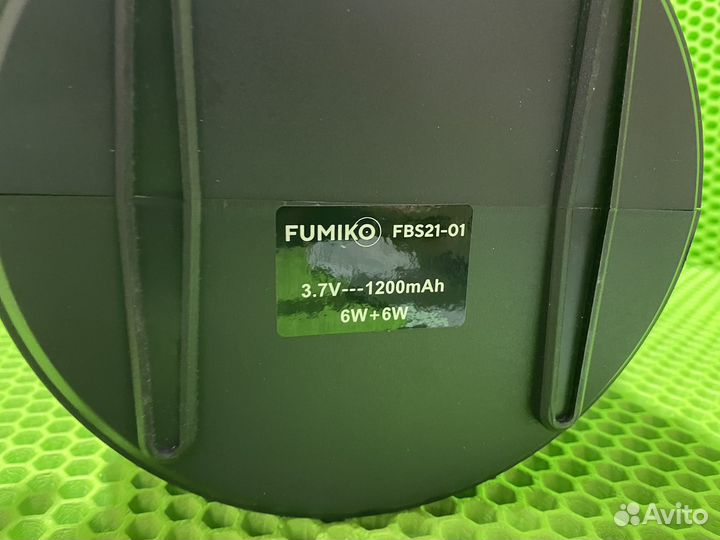 FUMIKO FBS21-01
3.7V---1200mAh
6W+6W
Avito